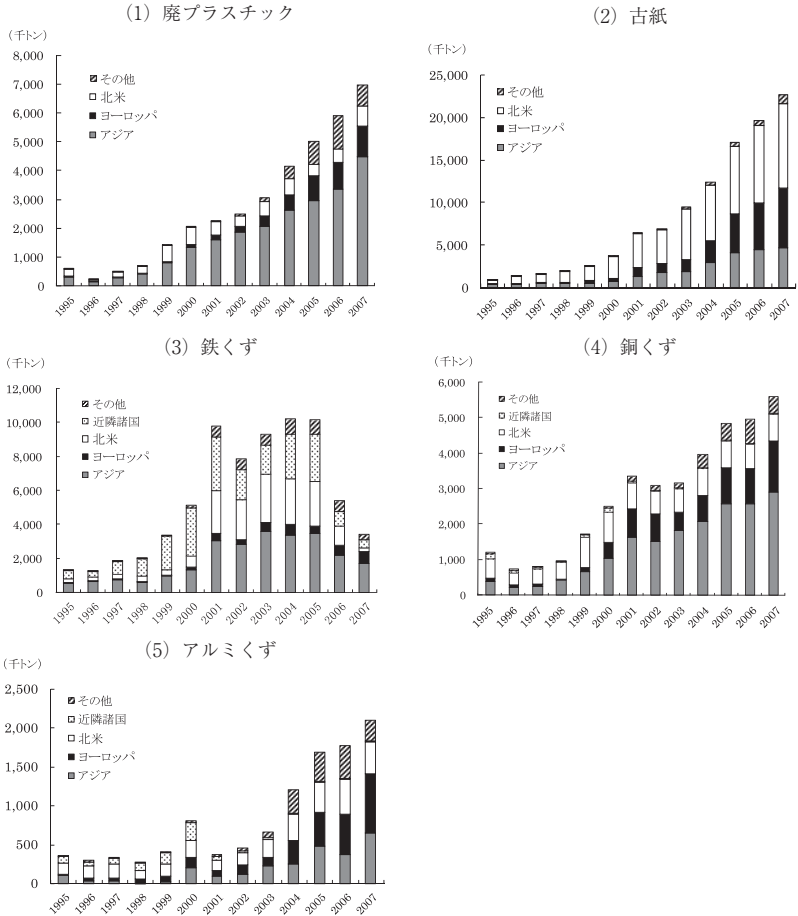 (1) 廃プラスチック
（千トン）
8,000
7,000
6,000
5,000
4,000
3,000
2,000
1,000
0
その他
北米
ヨーロッパ
アジア
1995 1996 1997 1998 1999 2000 2001 2002 2003 2004 2005 2006 2007
(2) 古紙
（千トン）
25,000
20,000
15,000
10,000
5,000
0
その他
北米
ヨーロッパ
アジア
1995 1996 1997 1998 1999 2000 2001 2002 2003 2004 2005 2006 2007
(3) 鉄くず
（千トン）
12,000
10,000
8,000
6,000
4,000
2,000
0
その他
近隣諸国
北米
ヨーロッパ
アジア
1995 1996 1997 1998 1999 2000 2001 2002 2003 2004 2005 2006 2007
(4) 銅くず
（千トン）
6,000
5,000
4,000
3,000
2,000
1,000
0
その他
近隣諸国
北米
ヨーロッパ
アジア
1995 1996 1997 1998 1999 2000 2001 2002 2003 2004 2005 2006 2007
(5) アルミくず
（千トン）
2,500
2,000
1,500
1,000
500
0
その他
近隣諸国
北米
ヨーロッパ
アジア
1995 1996 1997 1998 1999 2000 2001 2002 2003 2004 2005 2006 2007